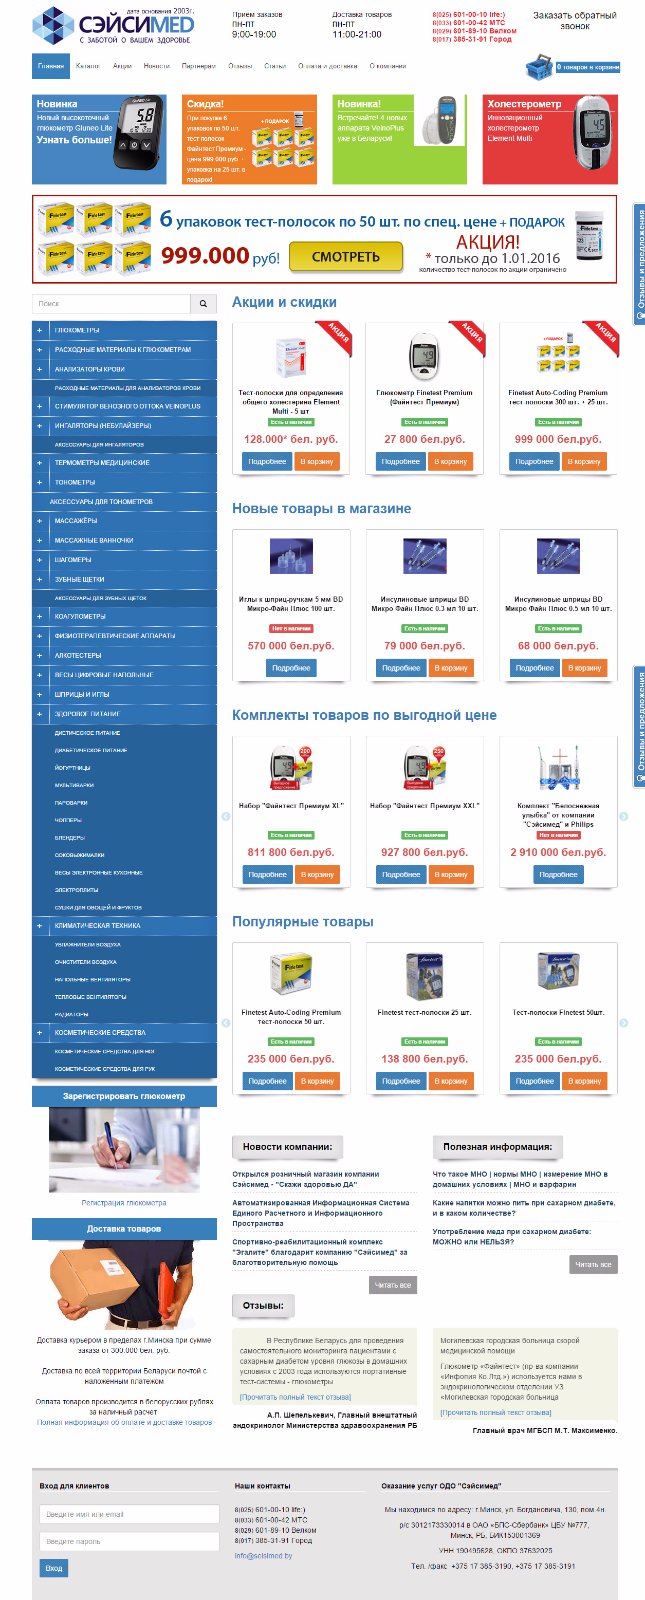 дата основания 2003г.
СЭЙСИМЕД
С ЗАБОТОЙ О ВАШЕМ ЗДОРОВЬЕ
Прием заказов
ПН-ПТ
9:00-19:00
Доставка товаров
ПН-ПТ
11:00-21:00
8(025) 601-00-10 life:)
8(033) 601-00-42 МТС
8(029) 601-89-10 Велком
8(017) 385-31-91 Город
Заказать обратный
звонок
Главная Каталог Акции Новости Партнерам Отзывы Статьи Оплата и доставка О компании
0 товаров в корзине
Новинка
Новый высокоточный
глюкометр Gluneo Lite
Узнать больше!
Скидка!
При покупке 6
упаковок по 50 шт.
тест полосок
Файнтест Премиум -
цена 999.000 руб. +
упаковка на 25 шт. в
подарок!
+ ПОДАРОК
Новинка!
Встречайте! 4 новых
аппарата VeinoPlus
уже в Беларуси!
Холестерометр
Инновационный
холестерометр
Element Multi
6 упаковок тест-полосок по 50 шт. по спец. цене + ПОДАРОК
999.000 руб!
СМОТРЕТЬ
АКЦИЯ!
* только до 1.01.2016
количество тест-полосок по акции ограничено
Отзывы и предложения
Поиск
ГЛЮКОМЕТРЫ
РАСХОДНЫЕ МАТЕРИАЛЫ К ГЛЮКОМЕТРАМ
АНАЛИЗАТОРЫ КРОВИ
РАСХОДНЫЕ МАТЕРИАЛЫ ДЛЯ АНАЛИЗАТОРОВ КРОВИ
СТИМУЛЯТОР ВЕНОЗНОГО ОТТОКА VEINOPLUS
ИНГАЛЯТОРЫ (НЕБУЛАЙЗЕРЫ)
АКСЕССУАРЫ ДЛЯ ИНГАЛЯТОРОВ
ТЕРМОМЕТРЫ МЕДИЦИНСКИЕ
ТОНОМЕТРЫ
АКСЕССУАРЫ ДЛЯ ТОНОМЕТРОВ
МАССАЖЁРЫ
МАССАЖНЫЕ ВАННОЧКИ
ШАГОМЕРЫ
ЗУБНЫЕ ЩЕТКИ
АКСЕССУАРЫ ДЛЯ ЗУБНЫХ ЩЕТОК
КОАГУЛОМЕТРЫ
ФИЗИОТЕРАПЕВТИЧЕСКИЕ АППАРАТЫ
АЛКОТЕСТЕРЫ
ВЕСЫ ЦИФРОВЫЕ НАПОЛЬНЫЕ
ШПРИЦЫ И ИГЛЫ
ЗДОРОВОЕ ПИТАНИЕ
ДИЕТИЧЕСКОЕ ПИТАНИЕ
ДИАБЕТИЧЕСКОЕ ПИТАНИЕ
ЙОГУРТНИЦЫ
МУЛЬТИВАРКИ
ПАРОВАРКИ
ЧОППЕРЫ
БЛЕНДЕРЫ
СОКОВЫЖИМАЛКИ
ВЕСЫ ЭЛЕКТРОННЫЕ КУХОННЫЕ
ЭЛЕКТРОПЛИТЫ
СУШКИ ДЛЯ ОВОЩЕЙ И ФРУКТОВ
КЛИМАТИЧЕСКАЯ ТЕХНИКА
УВЛАЖНИТЕЛИ ВОЗДУХА
ОЧИСТИТЕЛИ ВОЗДУХА
НАПОЛЬНЫЕ ВЕНТИЛЯТОРЫ
ТЕПЛОВЫЕ ВЕНТИЛЯТОРЫ
РАДИАТОРЫ
КОСМЕТИЧЕСКИЕ СРЕДСТВА
КОСМЕТИЧЕСКИЕ СРЕДСТВА ДЛЯ НОГ
КОСМЕТИЧЕСКИЕ СРЕДСТВА ДЛЯ РУК
Зарегистрировать глюкометр
Регистрация глюкометра
Доставка товаров
Доставка курьером в пределах г.Минска при сумме
заказа от 300.000 бел. руб.
Доставка по всей территории Беларуси почтой с
наложенным платежом
Оплата товаров производится в белорусских рублях
за наличный расчет
Полная информация об оплате и доставке товаров
Акции и скидки
АКЦИЯ АКЦИЯ АКЦИЯ
Тест-полоски для определения
общего холестерина Element
Multi - 5 шт
Есть в наличии
128.000* бел. руб.
Подробнее В корзину
Глюкометр Finetest Premium
(Файнтест Премиум)
Есть в наличии
27 800 бел. руб.
Подробнее В корзину
Finetest Auto-Coding Premium
тест-полоски 300 шт. + 25 шт.
Есть в наличии
999 000 бел. руб.
Подробнее В корзину
Новые товары в магазине
Иглы к шприц-ручкам 5 мм BD
Микро-Файн Плюс 100 шт.
Нет в наличии
570 000 бел.руб.
Подробнее
Инсулиновые шприцы BD
Микро Файн Плюс 0.3 мл 10 шт.
Есть в наличии
79 000 бел.руб.
Подробнее В корзину
Инсулиновые шприцы BD
Микро Файн Плюс 0.5 мл 10 шт.
Есть в наличии
68 000 бел.руб.
Подробнее В корзину
Комплекты товаров по выгодной цене
Набор "Файнтест Премиум XL"
Есть в наличии
811 800 бел.руб.
Подробнее В корзину
Набор "Файнтест Премиум XXL"
Есть в наличии
927 800 бел.руб.
Подробнее В корзину
Комплект "Белоснежная
улыбка" от компании
"Сэйсимед" и Philips
Нет в наличии
2 910 000 бел.руб.
Подробнее
Отзывы и предложения
Популярные товары
Finetest Auto-Coding Premium
тест-полоски 50 шт.
Есть в наличии
235 000 бел.руб.
Подробнее В корзину
Finetest тест-полоски 25 шт.
Есть в наличии
138 800 бел.руб.
Подробнее В корзину
Тест-полоски Finetest 50шт.
Есть в наличии
235 000 бел.руб.
Подробнее В корзину
Новости компании:
Открылся розничный магазин компании
Сэйсимед - "Скажи здоровью ДА"
Автоматизированная Информационная Система
Единого Расчетного и Информационного
Пространства
Спортивно-реабилитационный комплекс
"Эгалите" благодарит компанию "Сэйсимед" за
благотворительную помощь
Читать все
Полезная информация:
Что такое МНО | нормы МНО | измерение МНО в
домашних условиях | МНО и варфарин
Какие напитки можно пить при сахарном диабете,
и в каком количестве?
Употребление меда при сахарном диабете:
МОЖНО или НЕЛЬЗЯ?
Читать все
Отзывы:
В Республике Беларусь для проведения
самостоятельного мониторинга пациентами с
сахарным диабетом уровня глюкозы в домашних
условиях с 2003 года используются портативные
тест-системы - глюкометры
[Прочитать полный текст отзыва]
А.П. Шепелькевич, Главный внештатный
эндокринолог Министерства здравоохранения РБ
Могилевская городская больница скорой
медицинской помощи
Глюкометр «Файнтест» (пр-ва компании
«Инфопия Ко.Лтд.») используется нами в
эндокринологическом отделении УЗ
«Могилевская городская больница
[Прочитать полный текст отзыва]
Главный врач МГБСП М.Т. Максименко.
Вход для клиентов
Введите имя или email
Введите пароль
Вход
Наши контакты
8(025) 601-00-10 life:)
8(033) 601-00-42 МТС
8(029) 601-89-10 Велком
8(017) 385-31-91 Город
info@seisimed.by
Оказание услуг ОДО "Сэйсимед"
Мы находимся по адресу: г.Минск, ул. Богдановича, 130, пом.4н.
р/с 3012173330014 в ОАО «БПС-Сбербанк» ЦБУ №777,
Минск, РБ, БИК153001369
УНН 190495628, ОКПО 37632025
Тел. /факс +375 17 385-3190, +375 17 385-3191